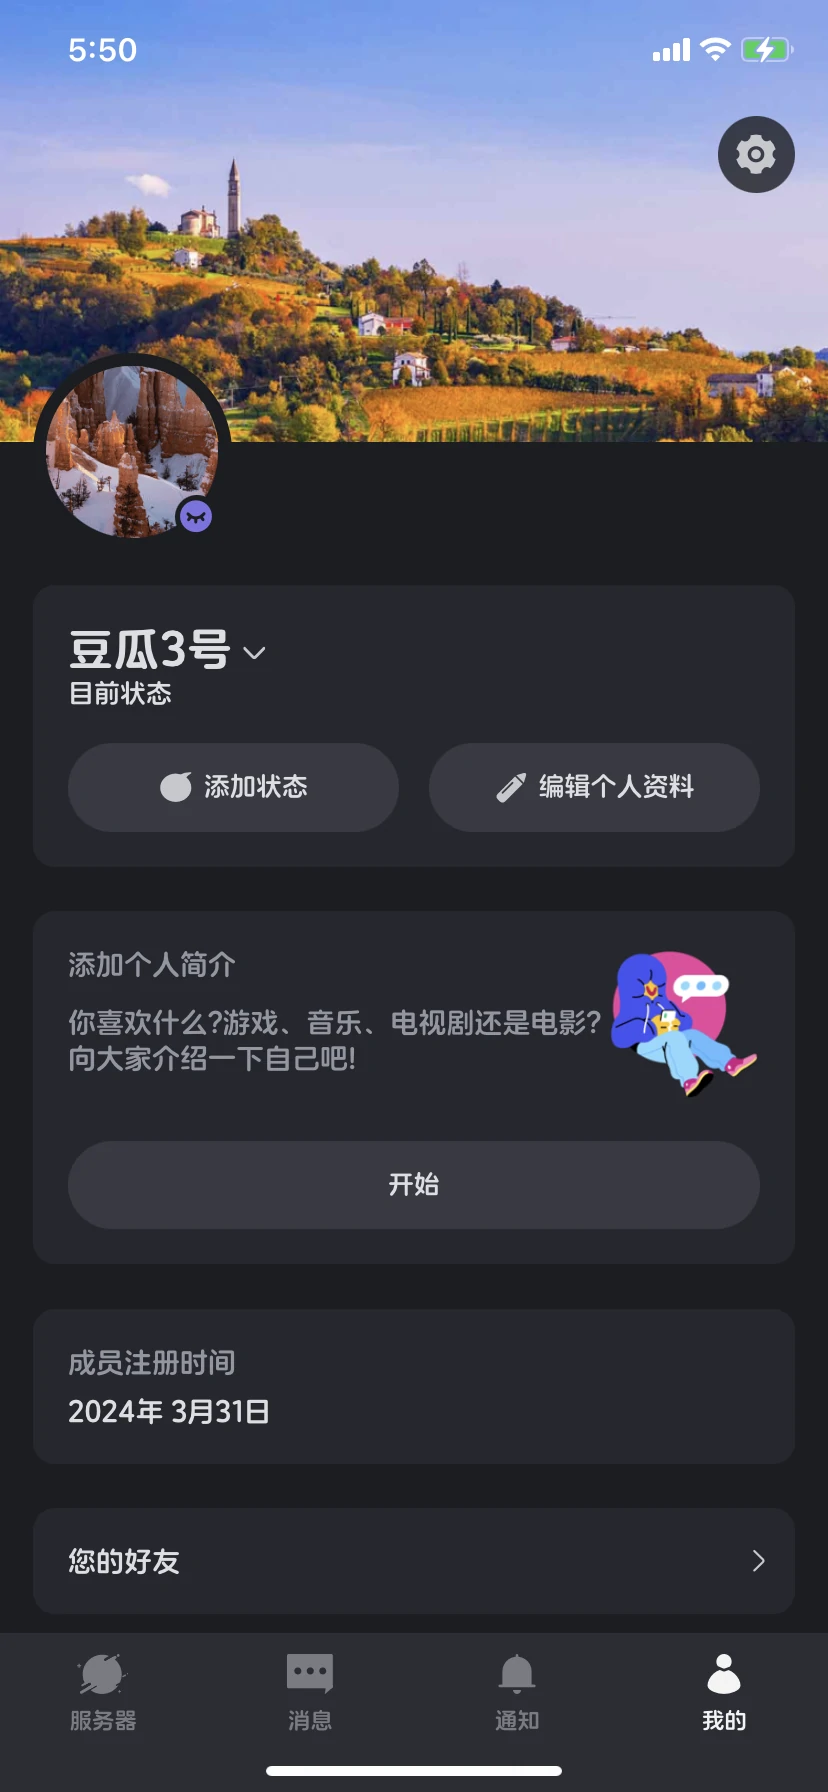 5:50
豆瓜3号
目前状态
添加状态
编辑个人资料
添加个人简介
你喜欢什么?游戏、音乐、电视剧还是电影?
向大家介绍一下自己吧!
开始
成员注册时间
2024年 3月31日
您的好友
服务器
消息
通知
我的